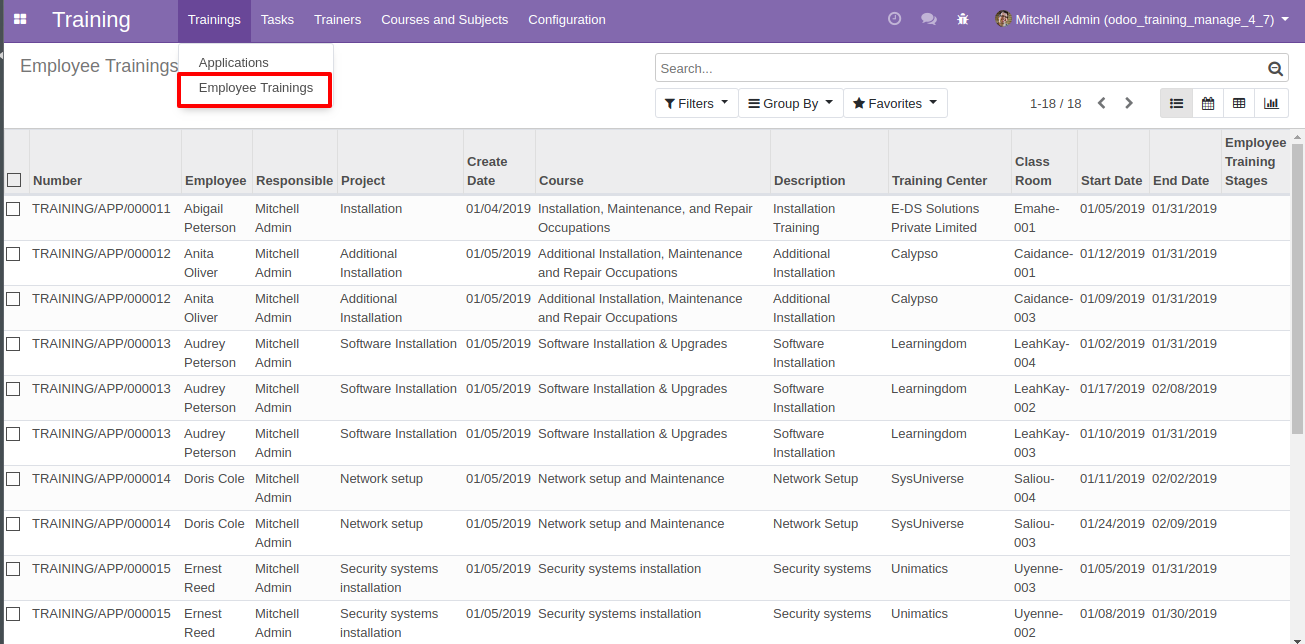 Training Trainings Tasks Trainers Courses and Subjects Configuration Mitchell Admin (odoo_training_manage_4_7)
Employee Trainings
Applications
Employee Trainings
Search...
Filters Group By Favorites 1-18 / 18
Number Employee Responsible Project Create Date Course Description Training Center Class Room Start Date End Date Employee Training Stages
TRAINING/APP/000011 Abigail Mitchell Installation 01/04/2019 Installation, Maintenance, and Repair Installation E-DS Solutions Emahe- 01/05/2019 01/31/2019
Peterson Admin Occupations Training Private Limited 001
TRAINING/APP/000012 Anita Mitchell Additional 01/05/2019 Additional Installation, Maintenance Additional Calypso Caidance- 01/12/2019 01/31/2019
Oliver Admin Installation and Repair Occupations Installation 001
TRAINING/APP/000012 Anita Mitchell Additional 01/05/2019 Additional Installation, Maintenance Additional Calypso Caidance- 01/09/2019 01/31/2019
Oliver Admin Installation and Repair Occupations Installation 003
TRAINING/APP/000013 Audrey Mitchell Software Installation 01/05/2019 Software Installation & Upgrades Software Learningdom LeahKay- 01/02/2019 01/31/2019
Peterson Admin Installation 004
TRAINING/APP/000013 Audrey Mitchell Software Installation 01/05/2019 Software Installation & Upgrades Software Learningdom LeahKay- 01/17/2019 02/08/2019
Peterson Admin Installation 002
TRAINING/APP/000013 Audrey Mitchell Software Installation 01/05/2019 Software Installation & Upgrades Software Learningdom LeahKay- 01/10/2019 01/31/2019
Peterson Admin Installation 003
TRAINING/APP/000014 Doris Cole Mitchell Network setup 01/05/2019 Network setup and Maintenance Network Setup SysUniverse Saliou- 01/11/2019 02/02/2019
Admin 004
TRAINING/APP/000014 Doris Cole Mitchell Network setup 01/05/2019 Network setup and Maintenance Network Setup SysUniverse Saliou- 01/24/2019 02/09/2019
Admin 003
TRAINING/APP/000015 Ernest Mitchell Security systems 01/05/2019 Security systems installation Security systems Unimatics Uyenne- 01/05/2019 01/31/2019
Reed Admin installation 003
TRAINING/APP/000015 Ernest Mitchell Security systems 01/05/2019 Security systems installation Security systems Unimatics Uyenne- 01/08/2019 01/30/2019
Reed Admin installation 002